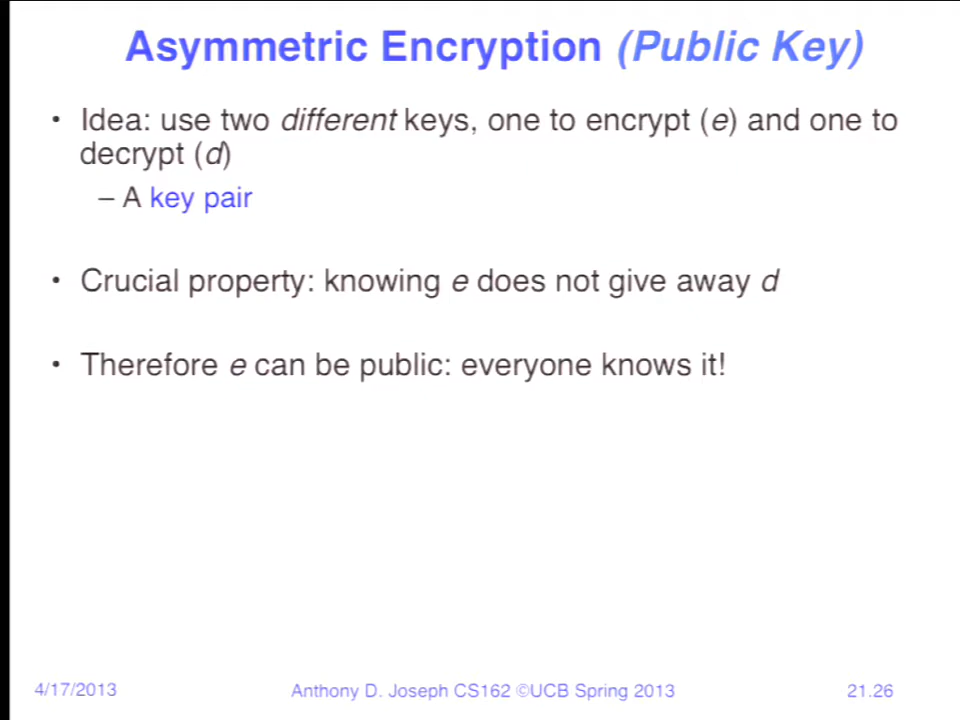 Asymmetric Encryption (Public Key)
• Idea: use two different keys, one to encrypt (e) and one to
decrypt (d)
– A key pair
• Crucial property: knowing e does not give away d
• Therefore e can be public: everyone knows it!
4/17/2013 Anthony D. Joseph CS162 ©UCB Spring 2013 21.26